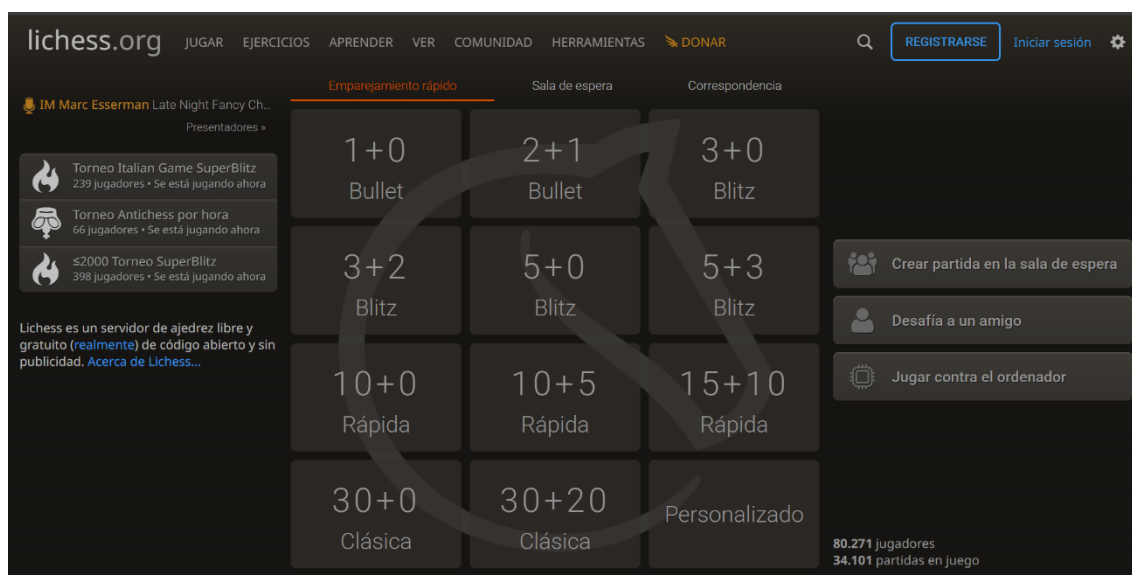 lichess.org JUGAR EJERCICIOS APRENDER VER COMUNIDAD HERRAMIENTAS DONAR REGISTRARSE Iniciar sesión
IM Marc Esserman Late Night Fancy Ch...
Presentadores »
Torneo Italian Game SuperBlitz
239 jugadores • Se está jugando ahora
Torneo Antichess por hora
66 jugadores • Se está jugando ahora
≤2000 Torneo SuperBlitz
398 jugadores • Se está jugando ahora
Lichess es un servidor de ajedrez libre y
gratuito (realmente) de código abierto y sin
publicidad. Acerca de Lichess...
Emparejamiento rápido Sala de espera Correspondencia
1+0 2+1 3+0
Bullet Bullet Blitz
3+2 5+0 5+3
Blitz Blitz Blitz
10+0 10+5 15+10
Rápida Rápida Rápida
30+0 30+20
Clásica Clásica Personalizado
Crear partida en la sala de espera
Desafía a un amigo
Jugar contra el ordenador
80.271 jugadores
34.101 partidas en juego